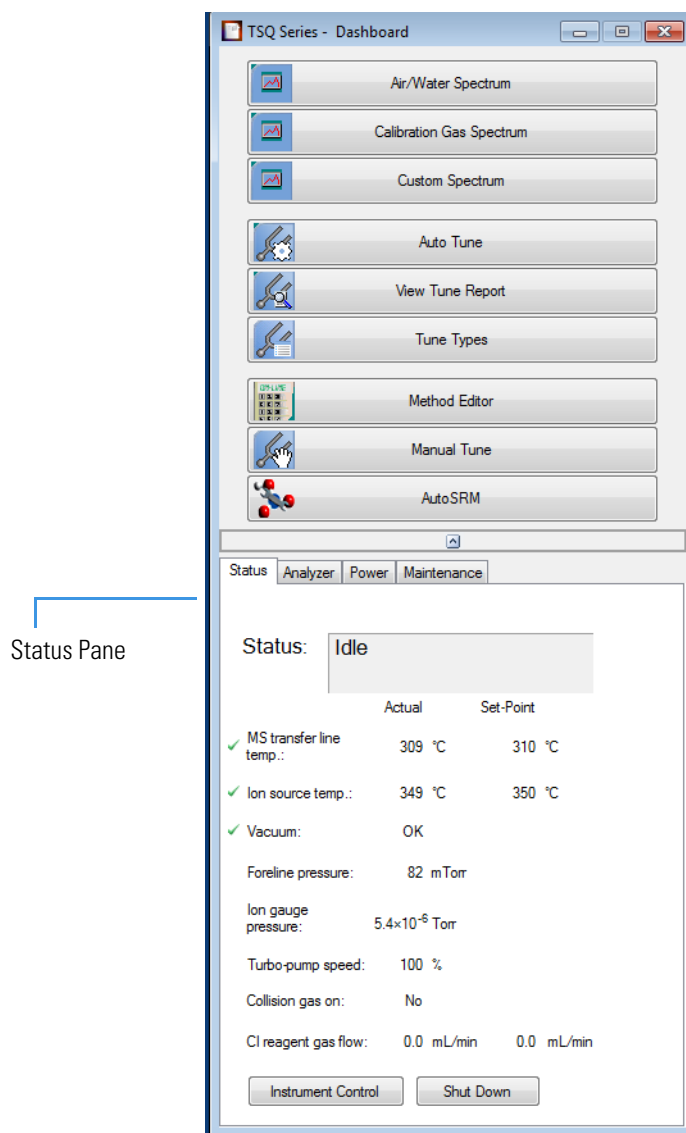 TSQ Series - Dashboard
Air/Water Spectrum
Calibration Gas Spectrum
Custom Spectrum
Auto Tune
View Tune Report
Tune Types
Method Editor
Manual Tune
AutoSRM
Status Analyzer Power Maintenance
Status Pane
Status: Idle
Actual Set-Point
MS transfer line
temp.: 309 °C 310 °C
Ion source temp.: 349 °C 350 °C
Vacuum: OK
Foreline pressure: 82 mTorr
Ion gauge
pressure: 5.4×10⁻⁶ Torr
Turbo-pump speed: 100 %
Collision gas on: No
CI reagent gas flow: 0.0 mL/min 0.0 mL/min
Instrument Control Shut Down